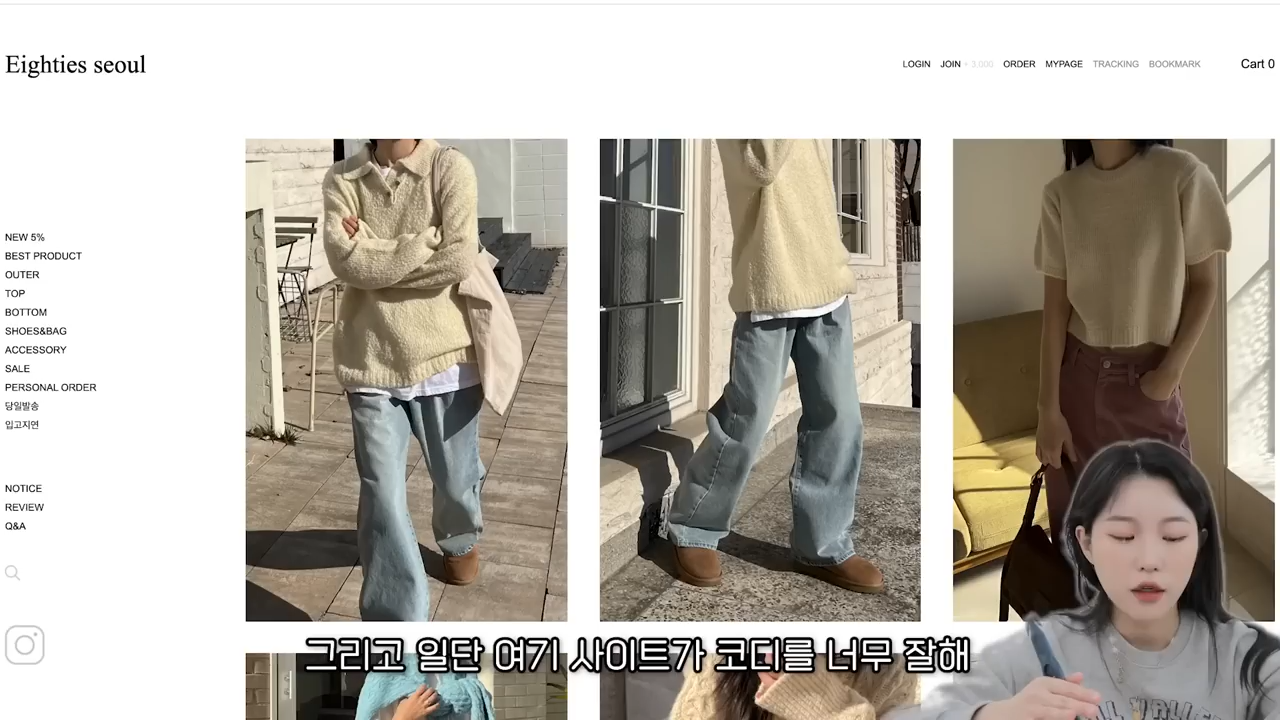 Eighties seoul
LOGIN JOIN + 3,000 ORDER MYPAGE TRACKING BOOKMARK Cart 0
NEW 5%
BEST PRODUCT
OUTER
TOP
BOTTOM
SHOES&BAG
ACCESSORY
SALE
PERSONAL ORDER
당일발송
입고지연
NOTICE
REVIEW
Q&A
그리고 일단 여기 사이트가 코디를 너무 잘해